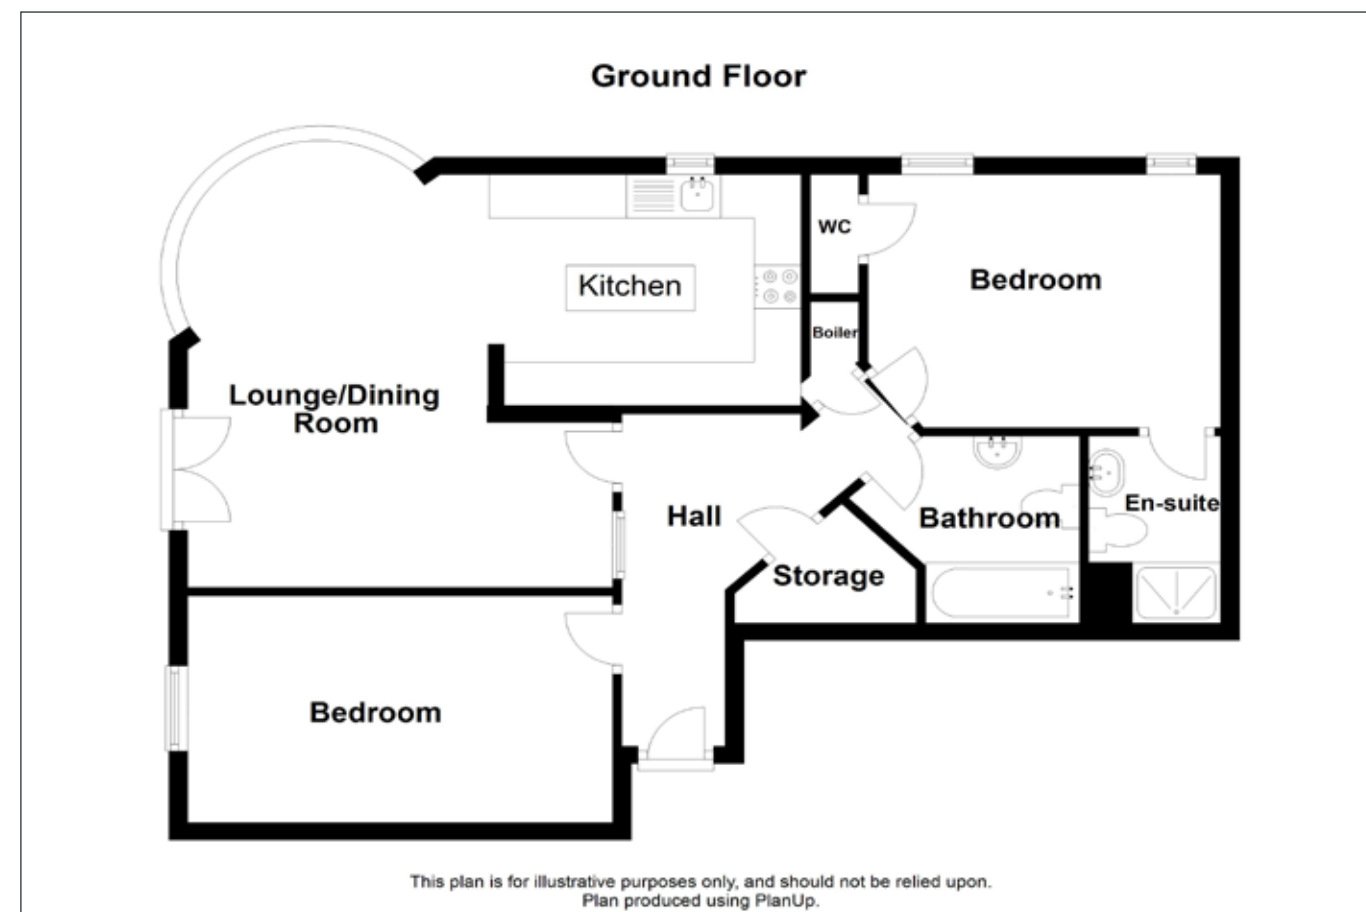 Ground Floor
WC
Kitchen
Bedroom
Boiler
Lounge/Dining
Room
Hall
Bathroom
En-suite
Storage
Bedroom
This plan is for illustrative purposes only, and should not be relied upon.
Plan produced using PlanUp.